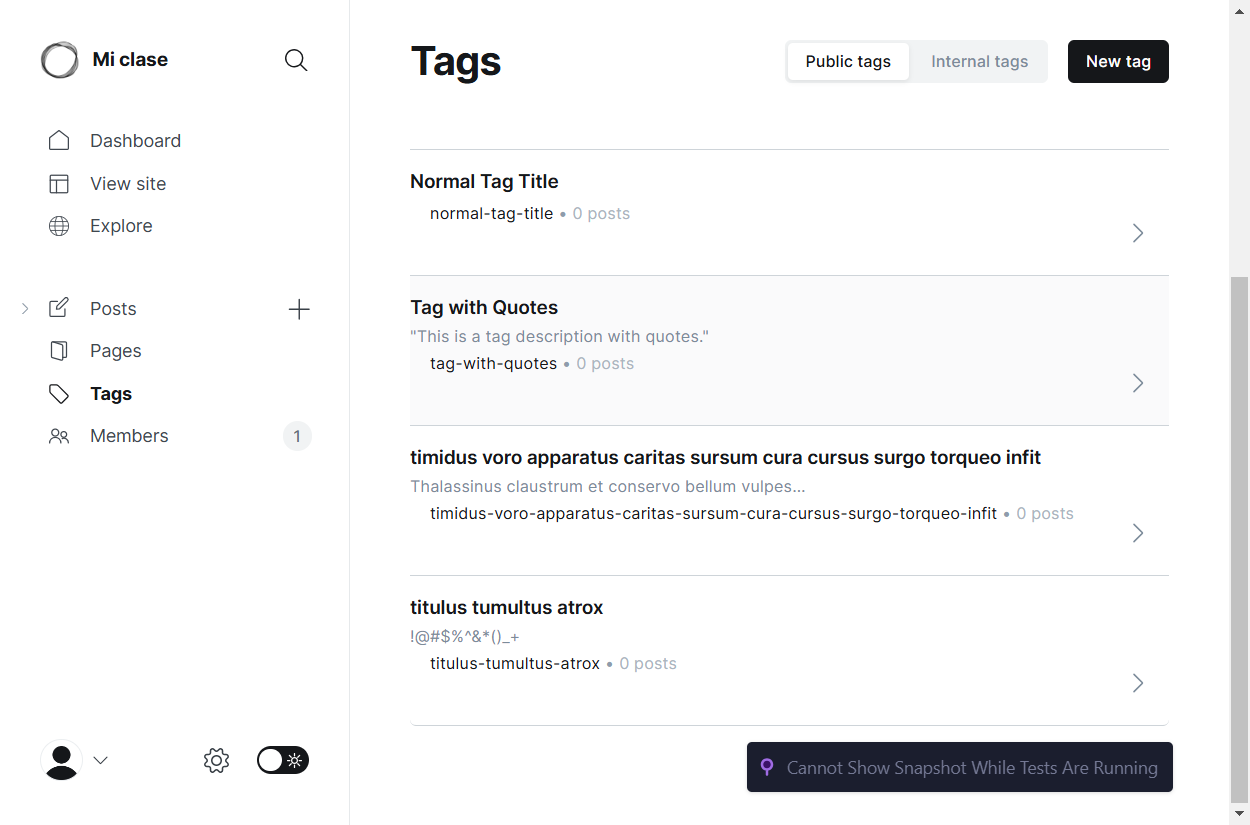 Mi clase
Dashboard
View site
Explore
Posts
Pages
Tags
Members
1
Tags
Public tags
Internal tags
New tag
Normal Tag Title
normal-tag-title • 0 posts
Tag with Quotes
"This is a tag description with quotes."
tag-with-quotes • 0 posts
timidus voro apparatus caritas sursum cura cursus surgo torqueo infit
Thalassinus claustrum et conservo bellum vulpes...
timidus-voro-apparatus-caritas-sursum-cura-cursus-surgo-torqueo-infit • 0 posts
titulus tumultus atrox
!@#$%^&*()_+
titulus-tumultus-atrox • 0 posts
Cannot Show Snapshot While Tests Are Running